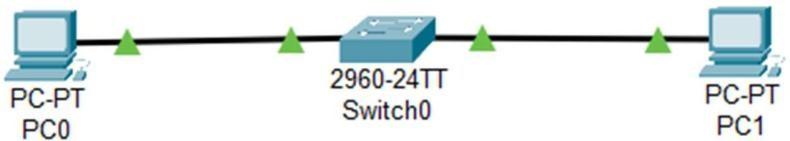 PC-PT
PC0
2960-24TT
Switch0
PC-PT
PC1